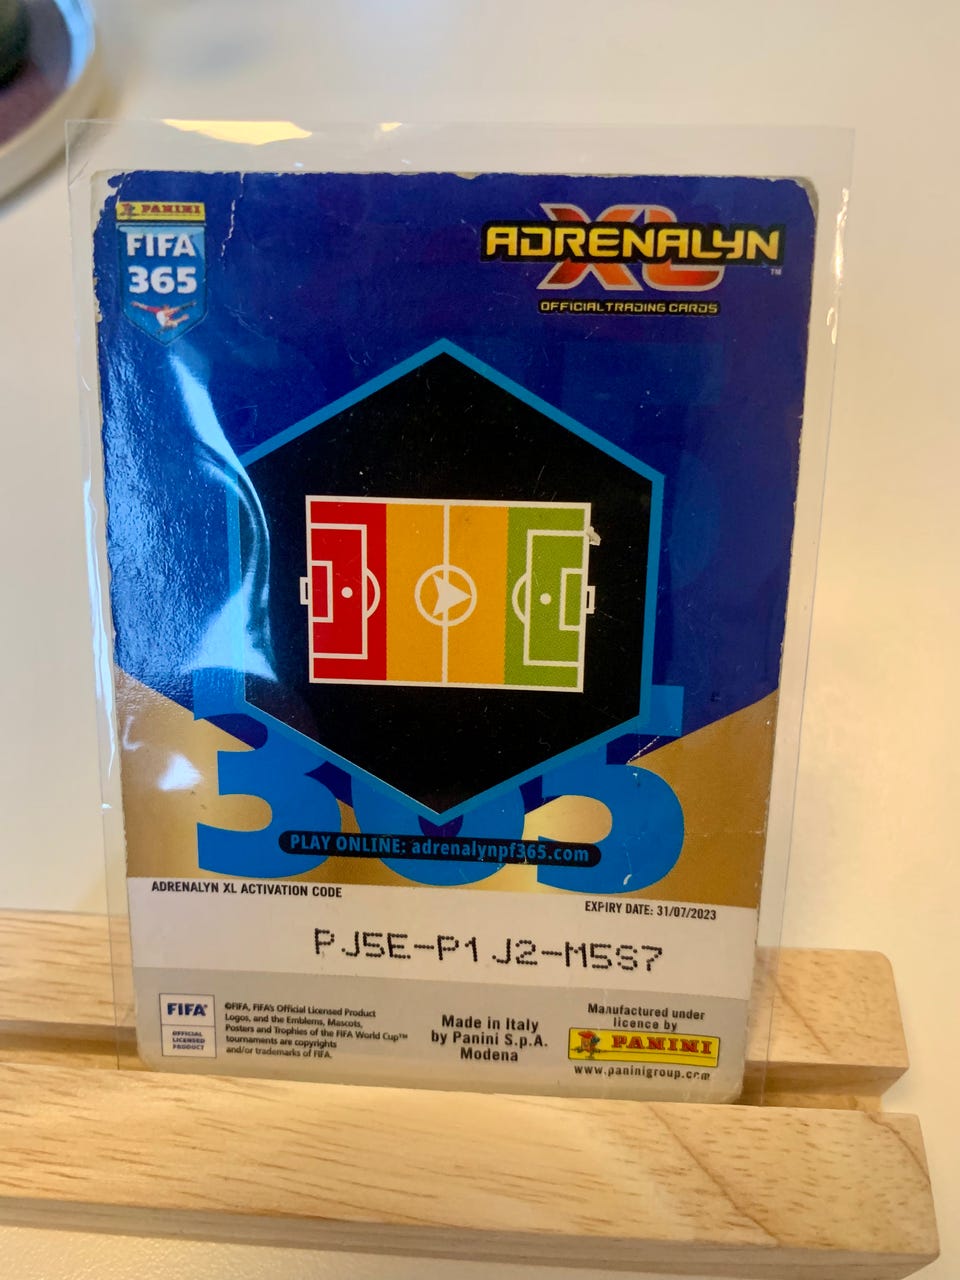 PANINI
FIFA
365
ADRENALYN
XL
™
OFFICIAL TRADING CARDS
365
PLAY ONLINE: adrenalynpf365.com
ADRENALYN XL ACTIVATION CODE
EXPIRY DATE: 31/07/2023
PJ5E-P1J2-M5S7
FIFA®
OFFICIAL
LICENSED
PRODUCT
©FIFA, FIFA's Official Licensed Product
Logos, and the Emblems, Mascots,
Posters and Trophies of the FIFA World Cup™
tournaments are copyrights
and/or trademarks of FIFA.
Made in Italy
by Panini S.p.A.
Modena
Manufactured under
licence by
PANINI
www.paninigroup.com